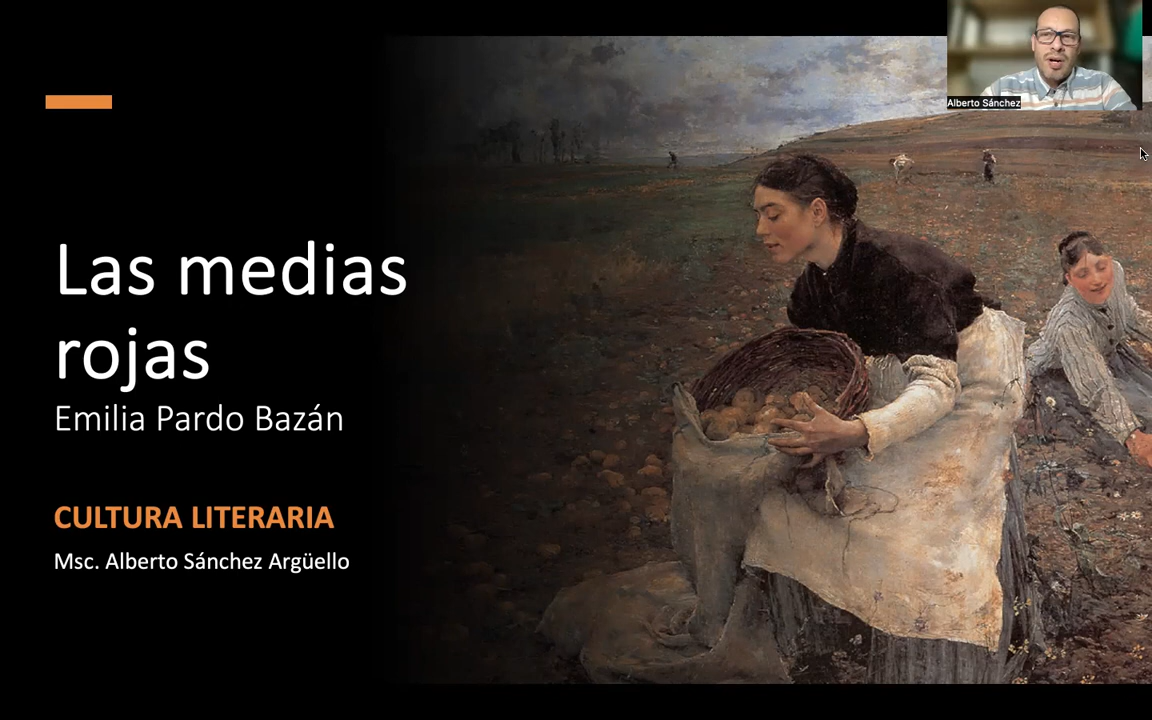 Alberto Sánchez
Las medias
rojas
Emilia Pardo Bazán
CULTURA LITERARIA
Msc. Alberto Sánchez Argüello